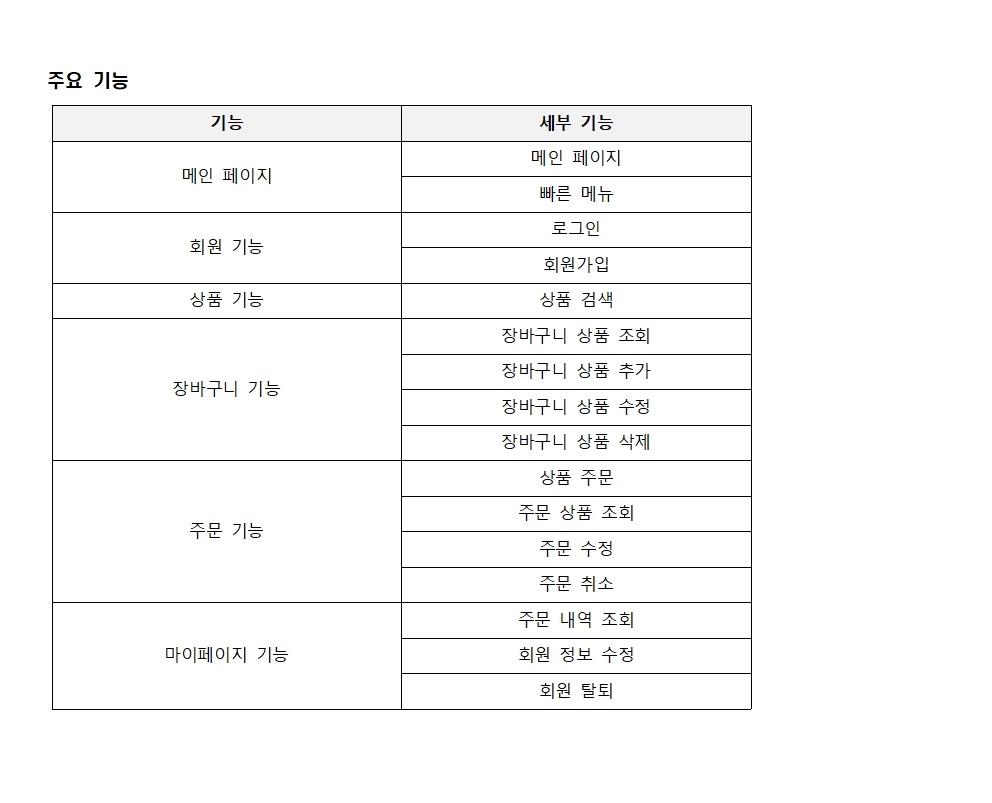 주요 기능
기능 세부 기능
메인 페이지 메인 페이지
빠른 메뉴
회원 기능 로그인
회원가입
상품 기능 상품 검색
장바구니 기능 장바구니 상품 조회
장바구니 상품 추가
장바구니 상품 수정
장바구니 상품 삭제
주문 기능 상품 주문
주문 상품 조회
주문 수정
주문 취소
마이페이지 기능 주문 내역 조회
회원 정보 수정
회원 탈퇴